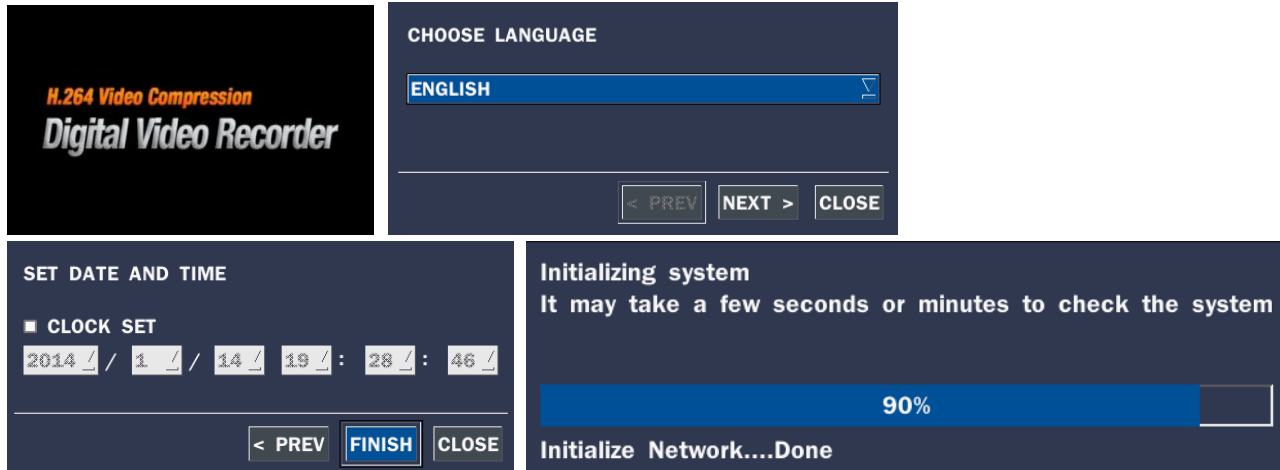 H.264 Video Compression
Digital Video Recorder
CHOOSE LANGUAGE
ENGLISH
< PREV NEXT > CLOSE
SET DATE AND TIME
CLOCK SET
2014 / 1 / 14 19 : 28 : 46
< PREV FINISH CLOSE
Initializing system
It may take a few seconds or minutes to check the system
90%
Initialize Network....Done